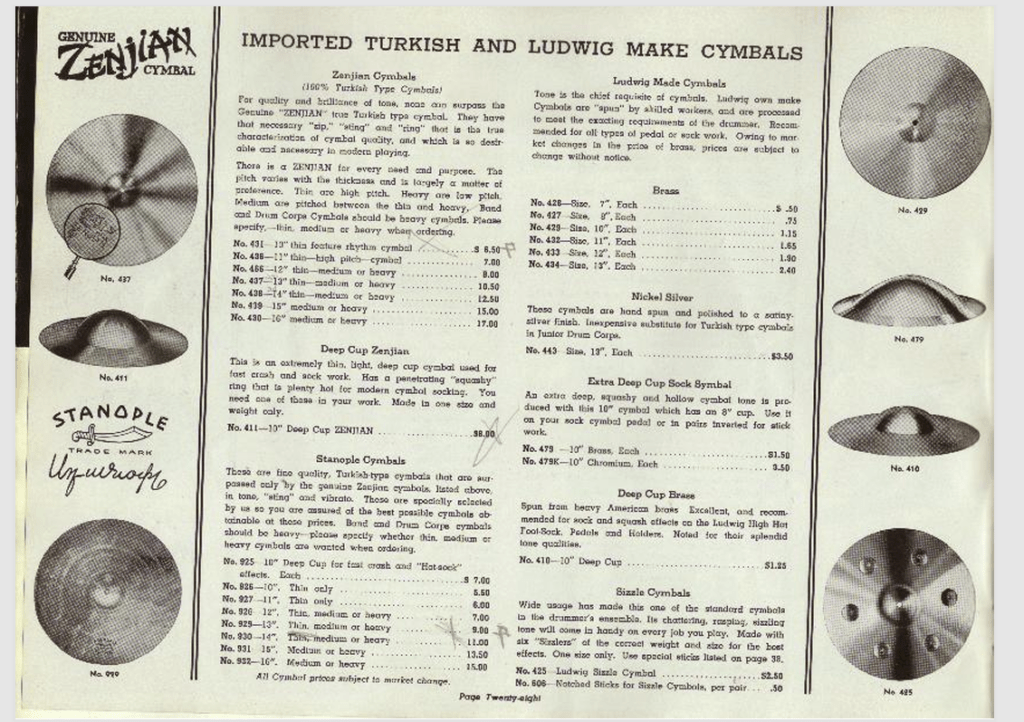 GENUINE
ZENJIAN
CYMBAL
No. 437
No. 411
STANOPLE
TRADE MARK
No. 929
IMPORTED TURKISH AND LUDWIG MAKE CYMBALS
Zenjian Cymbals
(100% Turkish Type Cymbals)
For quality and brilliance of tone, none can surpass the
Genuine "ZENJIAN" true Turkish type cymbal. They have
that necessary "zip," "sting" and "ring" that is the true
characterization of cymbal quality, and which is so desir-
able and necessary in modern playing.
There is a ZENJIAN for every need and purpose. The
pitch varies with the thickness and is largely a matter of
preference. Thin are high pitch. Heavy are low pitch.
Medium are pitched between the thin and heavy. Band
and Drum Corps Cymbals should be heavy cymbals. Please
specify,—thin, medium or heavy when ordering.
No. 431—13" thin feature rhythm cymbal ..........$ 6.50
No. 436—11" thin—high pitch—cymbal .............. 7.00
No. 466—12" thin—medium or heavy ................ 8.00
No. 437—13" thin—medium or heavy ................ 10.50
No. 438—14" thin—medium or heavy ................ 12.50
No. 439—15" medium or heavy ..................... 15.00
No. 430—16" medium or heavy ..................... 17.00
Deep Cup Zenjian
This is an extremely thin, light, deep cup cymbal used for
fast crash and sock work. Has a penetrating "squashy"
ring that is plenty hot for modern cymbal socking. You
need one of these in your work. Made in one size and
weight only.
No. 411—10" Deep Cup ZENJIAN ..................$8.00
Stanople Cymbals
These are fine quality, Turkish-type cymbals that are sur-
passed only by the genuine Zenjian cymbals, listed above,
in tone, "sting" and vibrato. These are specially selected
by us so you are assured of the best possible cymbals ob-
tainable at these prices. Band and Drum Corps cymbals
should be heavy—please specify whether thin, medium or
heavy cymbals are wanted when ordering.
No. 925—10" Deep Cup for fast crash and "Hot-sock"
effects. Each ..............................$ 7.00
No. 926—10". Thin only ......................... 5.50
No. 927—11". Thin only ......................... 6.00
No. 928—12". Thin, medium or heavy ............. 7.00
No. 929—13". Thin, medium or heavy ............. 9.00
No. 930—14". Thin, medium or heavy ............. 11.00
No. 931—15". Medium or heavy ................... 13.50
No. 932—16". Medium or heavy ................... 15.00
All Cymbal prices subject to market change.
Ludwig Made Cymbals
Tone is the chief requisite of cymbals. Ludwig own make
Cymbals are "spun" by skilled workers, and are processed
to meet the exacting requirements of the drummer. Recom-
mended for all types of pedal or sock work. Owing to mar-
ket changes in the price of brass, prices are subject to
change without notice.
Brass
No. 426—Size, 7", Each .........................$ .50
No. 427—Size, 8", Each ......................... .75
No. 429—Size, 10", Each ........................ 1.15
No. 432—Size, 11", Each ........................ 1.65
No. 433—Size, 12", Each ........................ 1.90
No. 434—Size, 13", Each ........................ 2.40
Nickel Silver
These cymbals are hand spun and polished to a satiny-
silver finish. Inexpensive substitute for Turkish type cymbals
in Junior Drum Corps.
No. 443—Size, 13", Each ........................$3.50
Extra Deep Cup Sock Symbal
An extra deep, squashy and hollow cymbal tone is pro-
duced with this 10" cymbal which has an 8" cup. Use it
on your sock cymbal pedal or in pairs inverted for stick
work.
No. 479 —10" Brass, Each .......................$1.50
No. 479K—10" Chromium, Each .................... 3.50
Deep Cup Brass
Spun from heavy American brass Excellent, and recom-
mended for sock and squash effects on the Ludwig High Hat
Foot-Sock, Pedals and Holders. Noted for their splendid
tone qualities.
No. 410—10" Deep Cup ...........................$1.25
Sizzle Cymbals
Wide usage has made this one of the standard cymbals
in the drummer's ensemble. Its chattering, rasping, sizzling
tone will come in handy on every job you play. Made with
six "Sizzlers" of the correct weight and size for the best
effects. One size only. Use special sticks listed on page 38.
No. 425—Ludwig Sizzle Cymbal ...................$2.50
No. 606—Notched Sticks for Sizzle Cymbals, per pair... .50
Page Twenty-eight
No. 429
No. 479
No. 410
No. 425